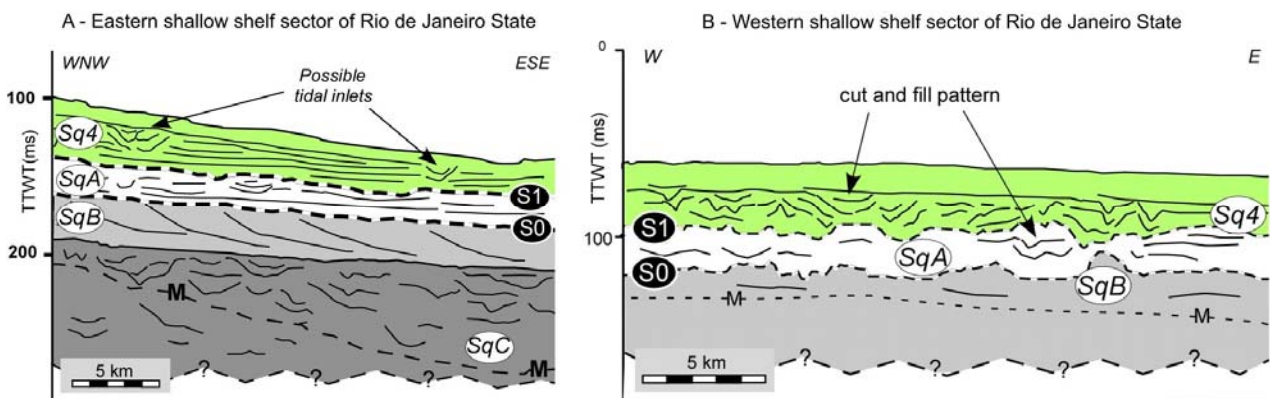 A - Eastern shallow shelf sector of Rio de Janeiro State
WNW
ESE
Possible
tidal inlets
100
200
TTWT(ms)
Sq4
SqA
SqB
SqC
S1
S0
M
M
5 km
?
?
?
B - Western shallow shelf sector of Rio de Janeiro State
0
W
E
cut and fill pattern
TTWT (ms)
100
S1
S0
Sq4
SqA
SqB
M
M
5 km
?
?
?
?